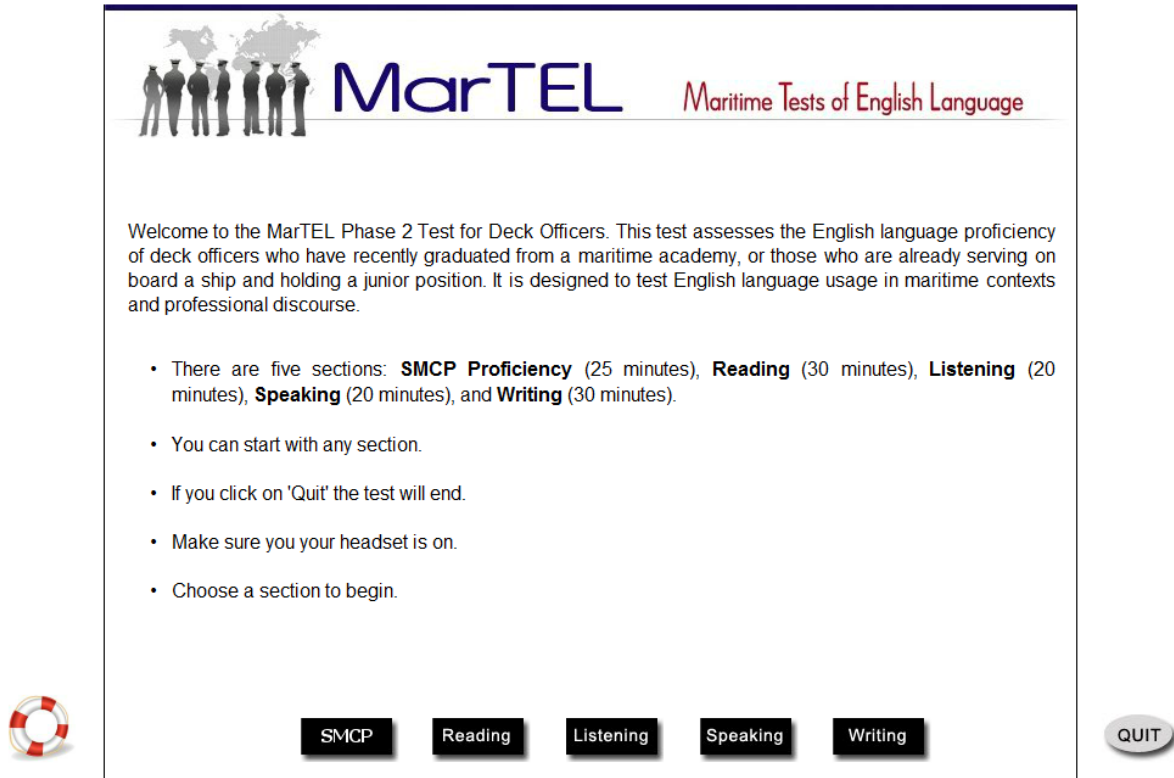 MarTEL Maritime Tests of English Language
Welcome to the MarTEL Phase 2 Test for Deck Officers. This test assesses the English language proficiency
of deck officers who have recently graduated from a maritime academy, or those who are already serving on
board a ship and holding a junior position. It is designed to test English language usage in maritime contexts
and professional discourse.
• There are five sections: SMCP Proficiency (25 minutes), Reading (30 minutes), Listening (20
minutes), Speaking (20 minutes), and Writing (30 minutes).
• You can start with any section.
• If you click on 'Quit' the test will end.
• Make sure you your headset is on.
• Choose a section to begin.
SMCP Reading Listening Speaking Writing QUIT